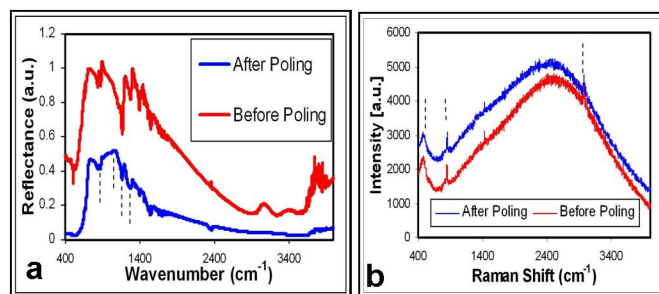 1.2
1
0.8
0.6
0.4
0.2
0
400
1400
2400
3400
Reflectance (a.u.)
Wavenumber (cm-1)
After Poling
Before Poling
a
6000
5000
4000
3000
2000
1000
0
400
1400
2400
3400
Intensity [a.u.]
Raman Shift (cm-1)
After Poling
Before Poling
b